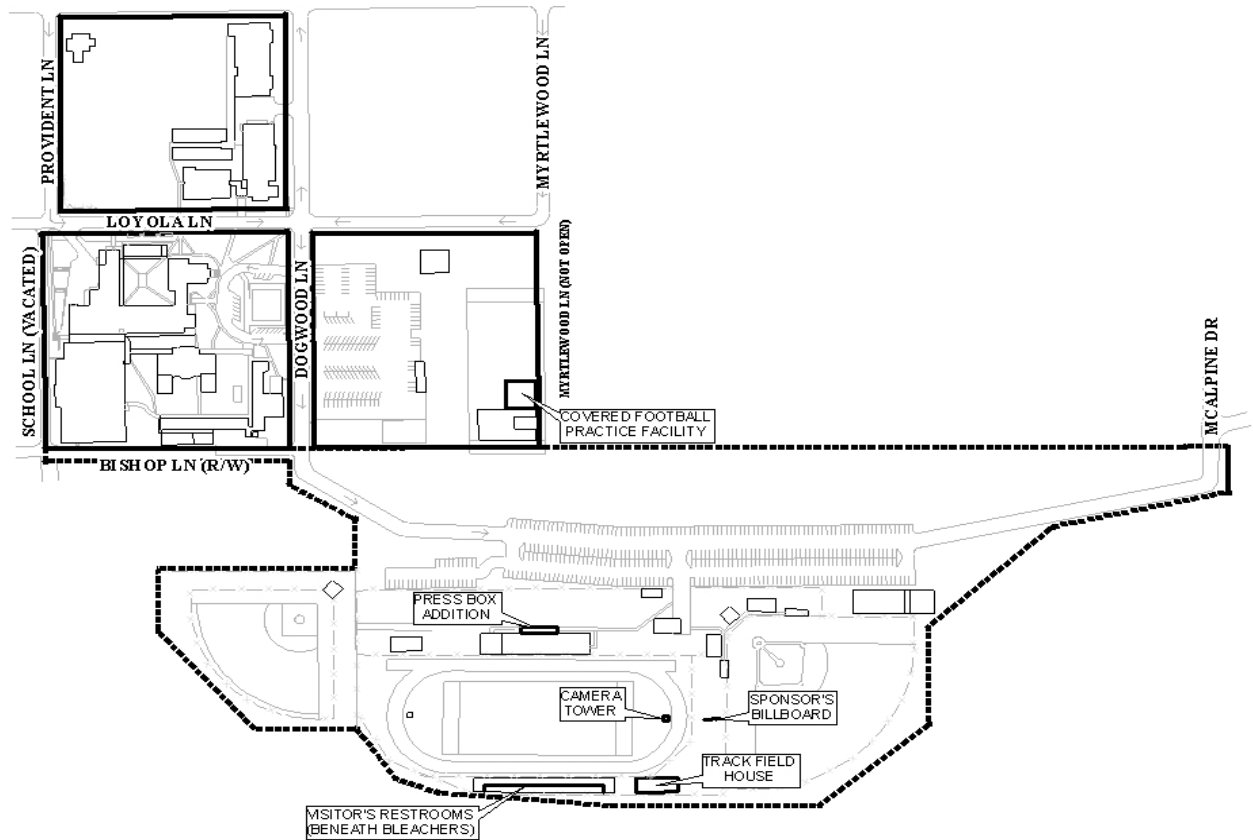 PROVIDENT LN
MYRTLEWOOD LN
LOYOLA LN
SCHOOL LN (VACATED)
DOGWOOD LN
MYRTLEWOOD LN (NOT OPEN)
MCALPINE DR
COVERED FOOTBALL
PRACTICE FACILITY
BISHOP LN (R/W)
PRESS BOX
ADDITION
CAMERA
TOWER
SPONSOR'S
BILLBOARD
TRACK FIELD
HOUSE
VISITOR'S RESTROOMS
(BENEATH BLEACHERS)